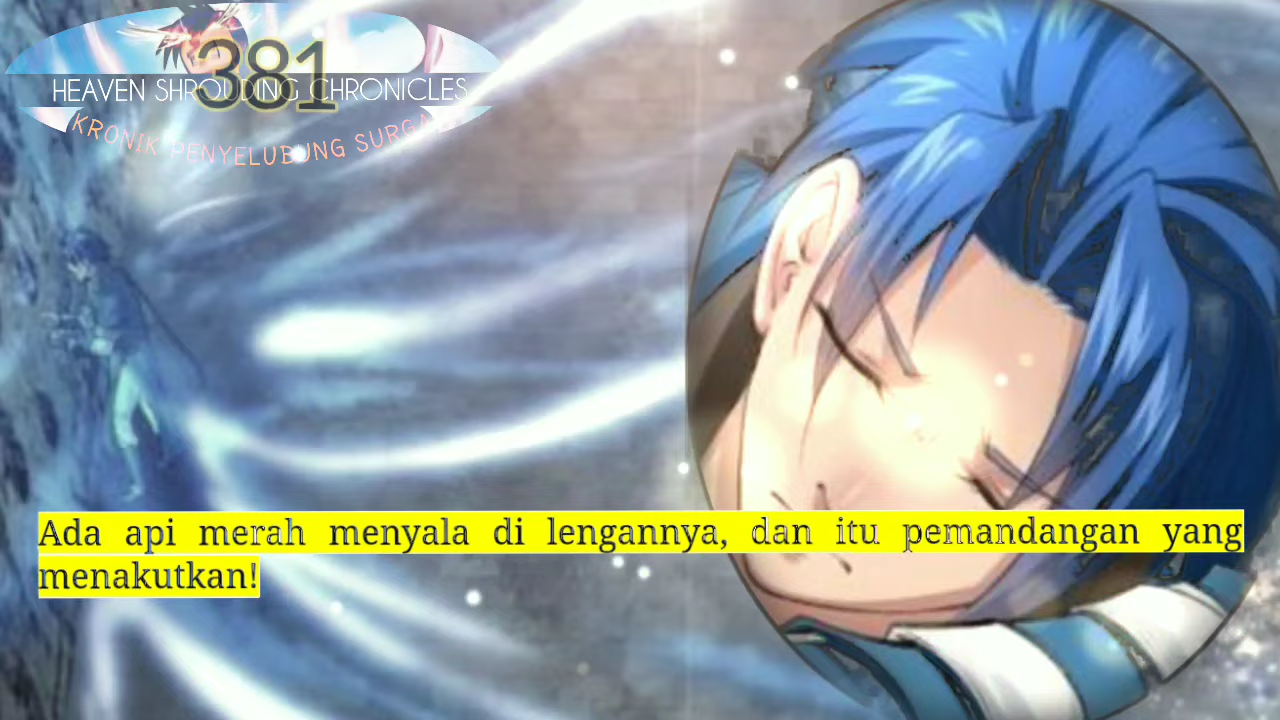 381
HEAVEN SHROUDING CHRONICLES
KRONIK PENYELUBUNG SURGA
Ada api merah menyala di lengannya, dan itu pemandangan yang
menakutkan!